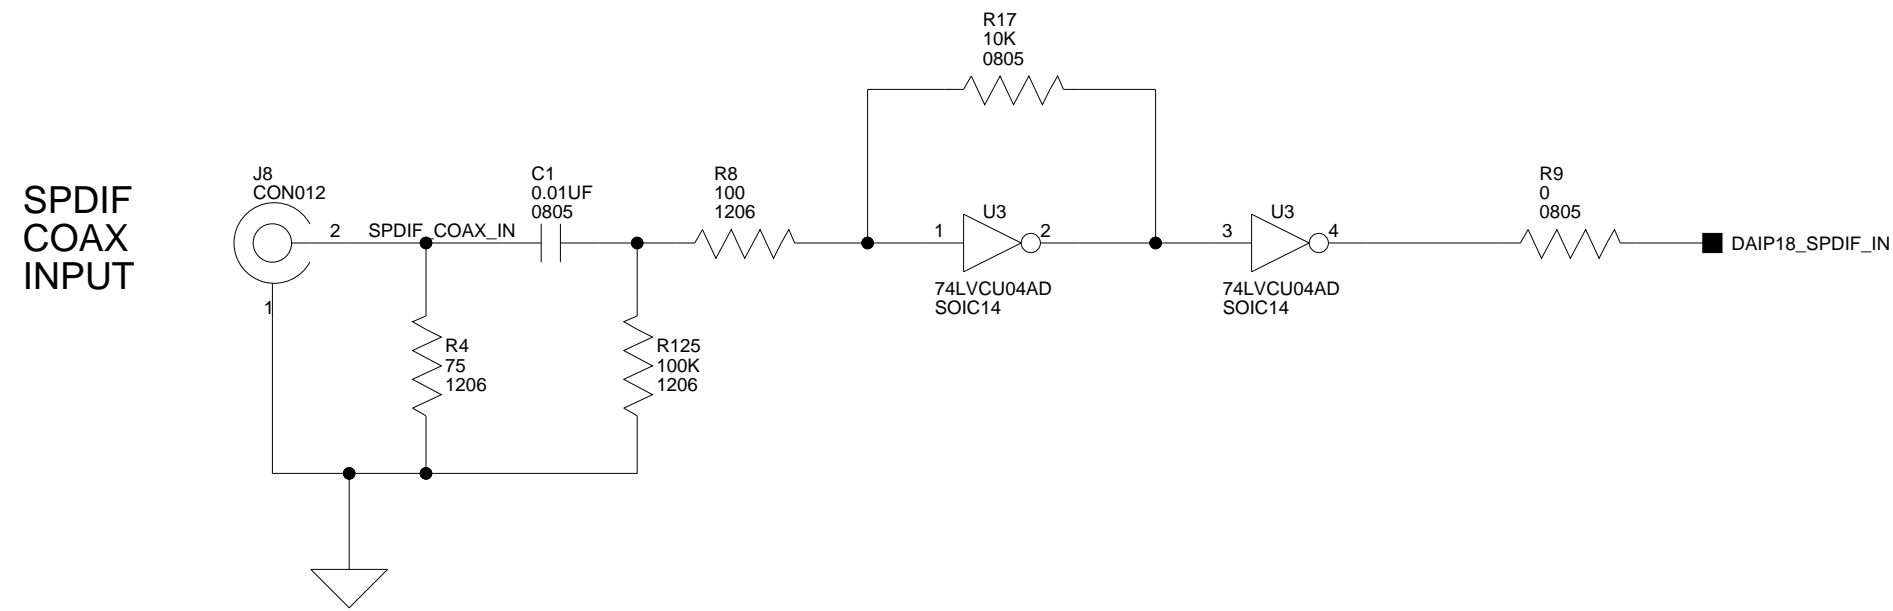 R17
10K
0805
SPDIF
COAX
INPUT
J8
CON012
2
SPDIF_COAX_IN
1
C1
0.01UF
0805
R4
75
1206
R125
100K
1206
R8
100
1206
1
U3
2
74LVCU04AD
SOIC14
3
U3
4
74LVCU04AD
SOIC14
R9
0
0805
DAIP18_SPDIF_IN